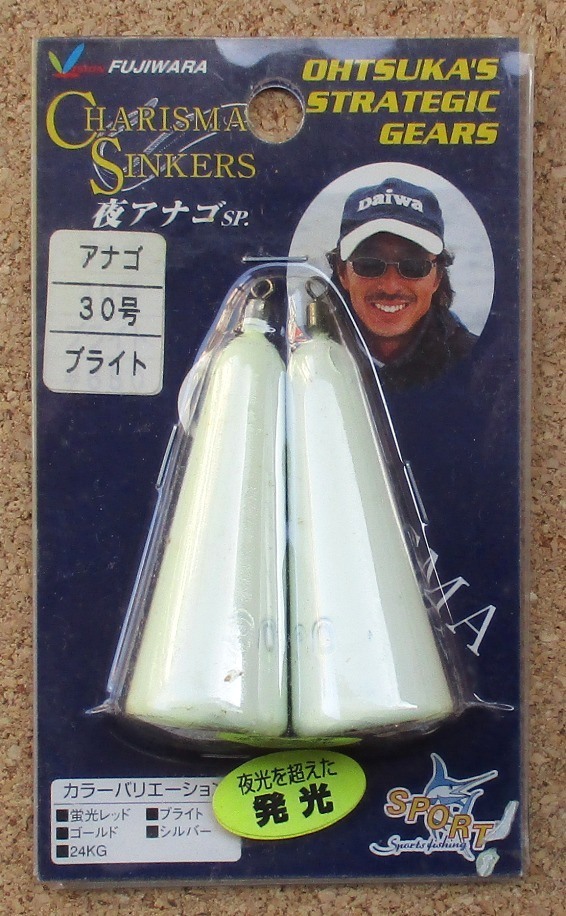 FUJIWARA
OHTSUKA'S
STRATEGIC
GEARS
CHARISMA
SINKERS
夜アナゴSP.
Daiwa
アナゴ
30号
ブライト
MA
夜光を超えた
発光
カラーバリエーション
■蛍光レッド ■ブライト
■ゴールド ■シルバー
■24KG
SPORT
Sports fishing